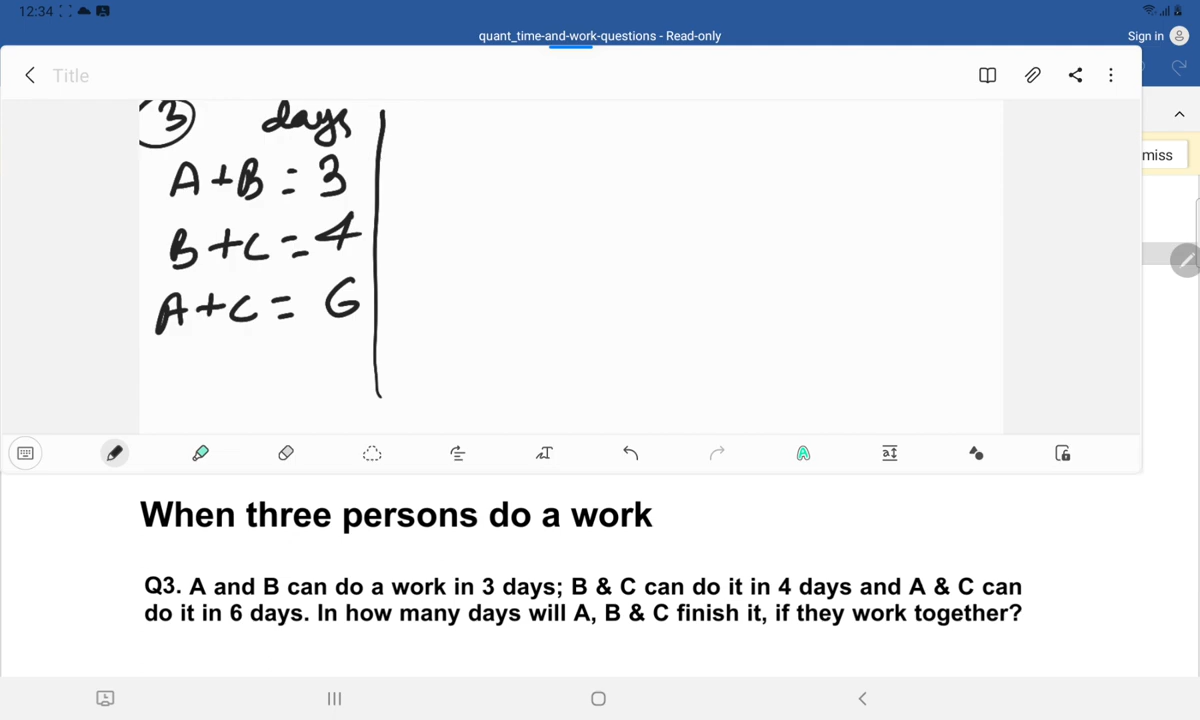 12:34
quant_time-and-work-questions - Read-only
Sign in
Title
miss
3 days
A+B = 3
B+C = 4
A+C = 6
When three persons do a work
Q3. A and B can do a work in 3 days; B & C can do it in 4 days and A & C can
do it in 6 days. In how many days will A, B & C finish it, if they work together?